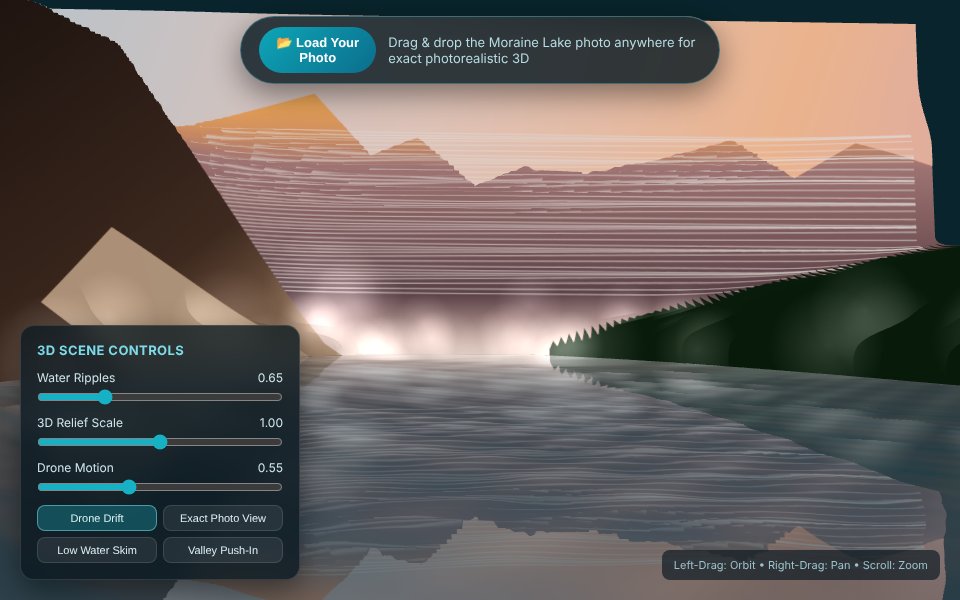 📂 Load Your
Photo
Drag & drop the Moraine Lake photo anywhere for
exact photorealistic 3D
3D SCENE CONTROLS
Water Ripples 0.65
3D Relief Scale 1.00
Drone Motion 0.55
Drone Drift Exact Photo View
Low Water Skim Valley Push-In
Left-Drag: Orbit • Right-Drag: Pan • Scroll: Zoom